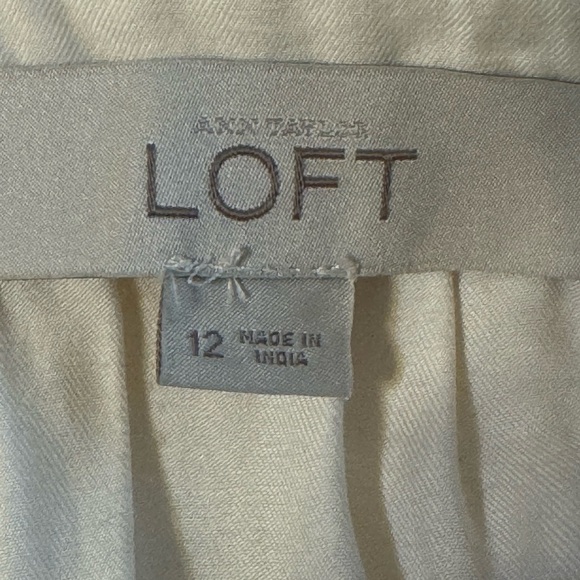 ANN TAYLOR
LOFT
12 MADE IN
INDIA